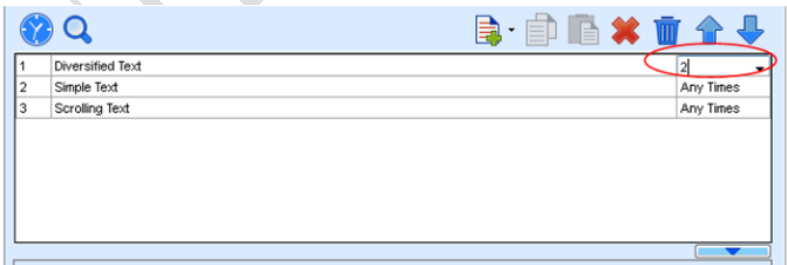 1 Diversified Text 2
2 Simple Text Any Times
3 Scrolling Text Any Times